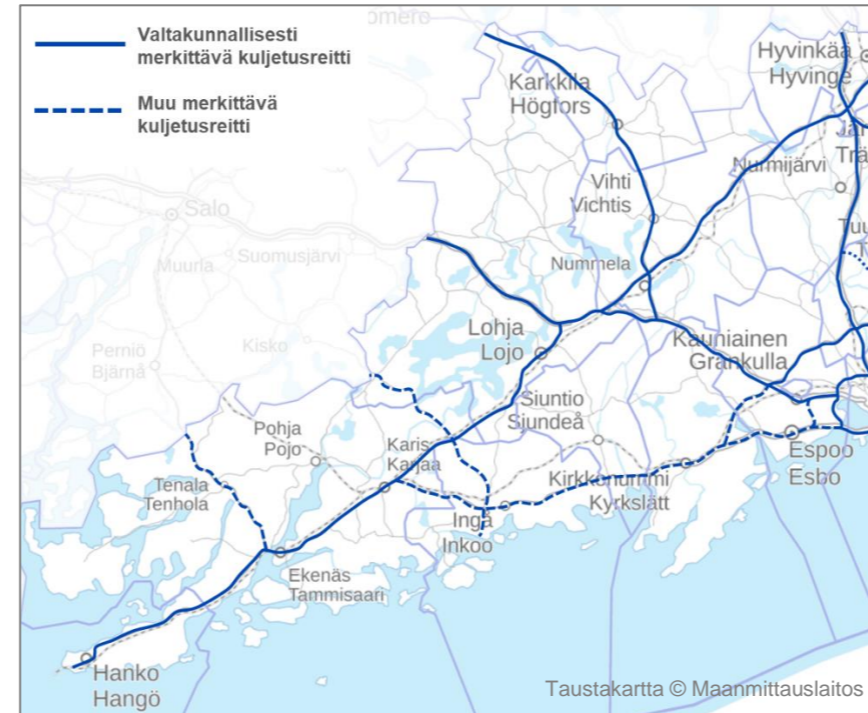 Valtakunnallisesti
merkittävä kuljetusreitti
Muu merkittävä
kuljetusreitti
Hyvinkää
Hyvinge
Karkkila
Högfors
Nurmijärvi
Vihti
Vichtis
Salo
Suomusjärvi
Muurla
Nummela
Lohja
Lojo
Kauniainen
Grankulla
Kisko
Perniö
Bjärnå
Siuntio
Sjundeå
Pohja
Pojo
Karis
Karjaa
Espoo
Esbo
Kirkkonummi
Kyrkslätt
Tenala
Tenhola
Ingå
Inkoo
Ekenäs
Tammisaari
Hanko
Hangö
Taustakartta © Maanmittauslaitos